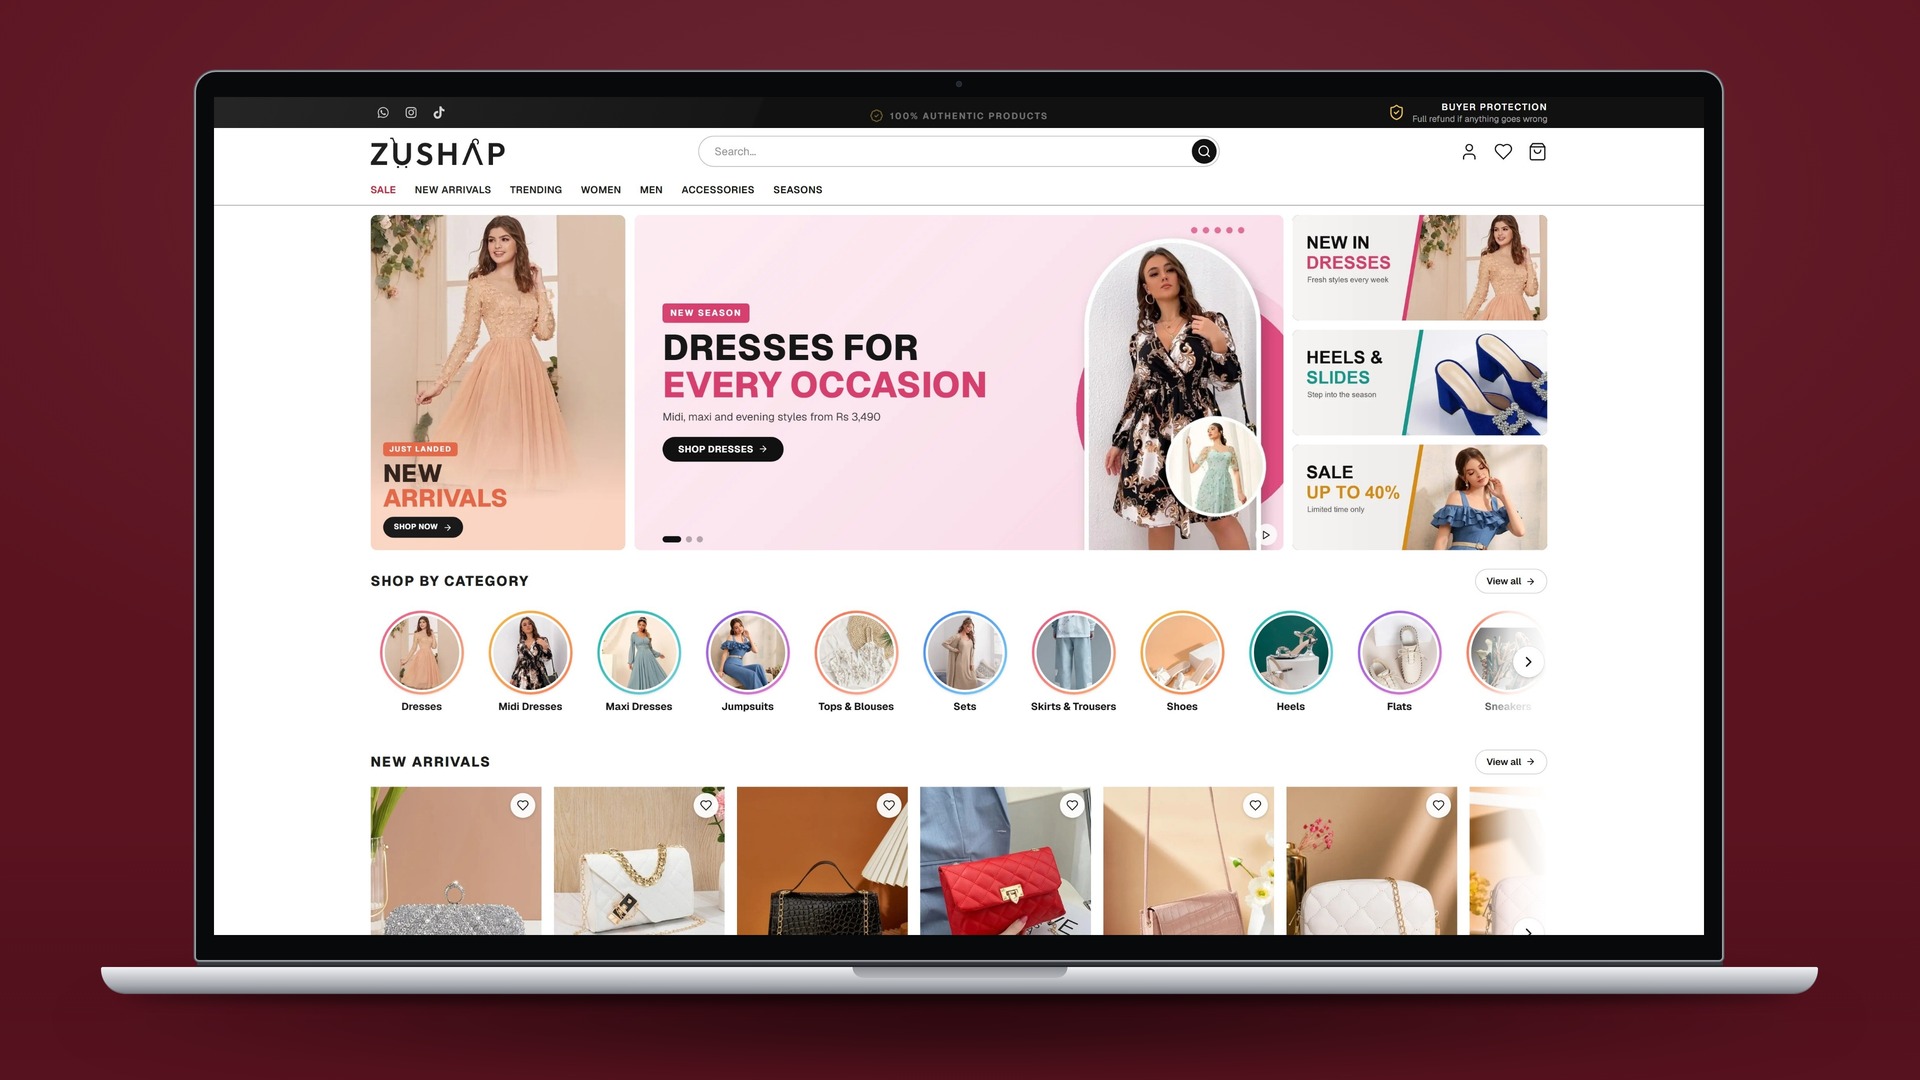 100% AUTHENTIC PRODUCTS
BUYER PROTECTION
Full refund if anything goes wrong
ZUSHAP
Search...
SALE NEW ARRIVALS TRENDING WOMEN MEN ACCESSORIES SEASONS
JUST LANDED
NEW
ARRIVALS
SHOP NOW →
NEW SEASON
DRESSES FOR
EVERY OCCASION
Midi, maxi and evening styles from Rs 3,490
SHOP DRESSES →
NEW IN
DRESSES
Fresh styles every week
HEELS &
SLIDES
Step into the season
SALE
UP TO 40%
Limited time only
SHOP BY CATEGORY
View all →
Dresses
Midi Dresses
Maxi Dresses
Jumpsuits
Tops & Blouses
Sets
Skirts & Trousers
Shoes
Heels
Flats
Sneakers
NEW ARRIVALS
View all →